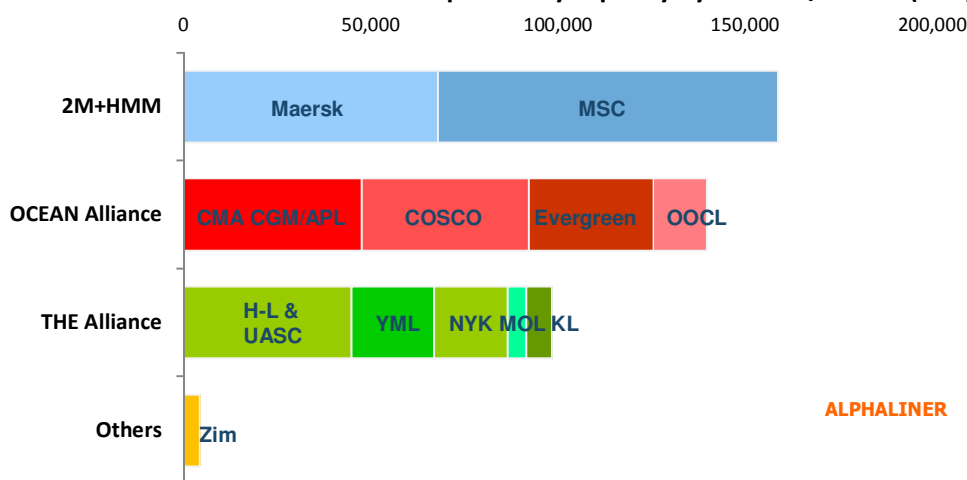 0 50,000 100,000 150,000 200,000
2M+HMM Maersk MSC
OCEAN Alliance CMA CGM/APL COSCO Evergreen OOCL
THE Alliance H-L & UASC YML NYK MOL KL
ALPHALINER
Others Zim